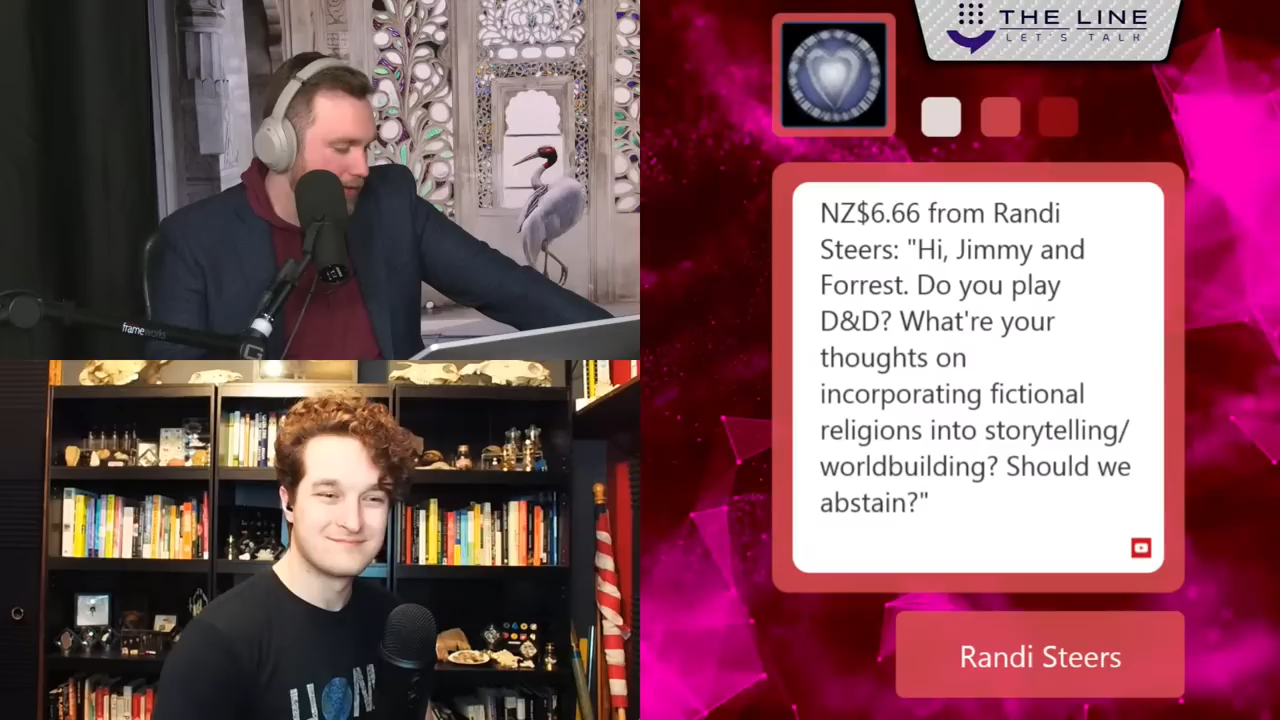 THE LINE
LET'S TALK
NZ$6.66 from Randi
Steers: "Hi, Jimmy and
Forrest. Do you play
D&D? What're your
thoughts on
incorporating fictional
religions into storytelling/
worldbuilding? Should we
abstain?"
Randi Steers
frameworks